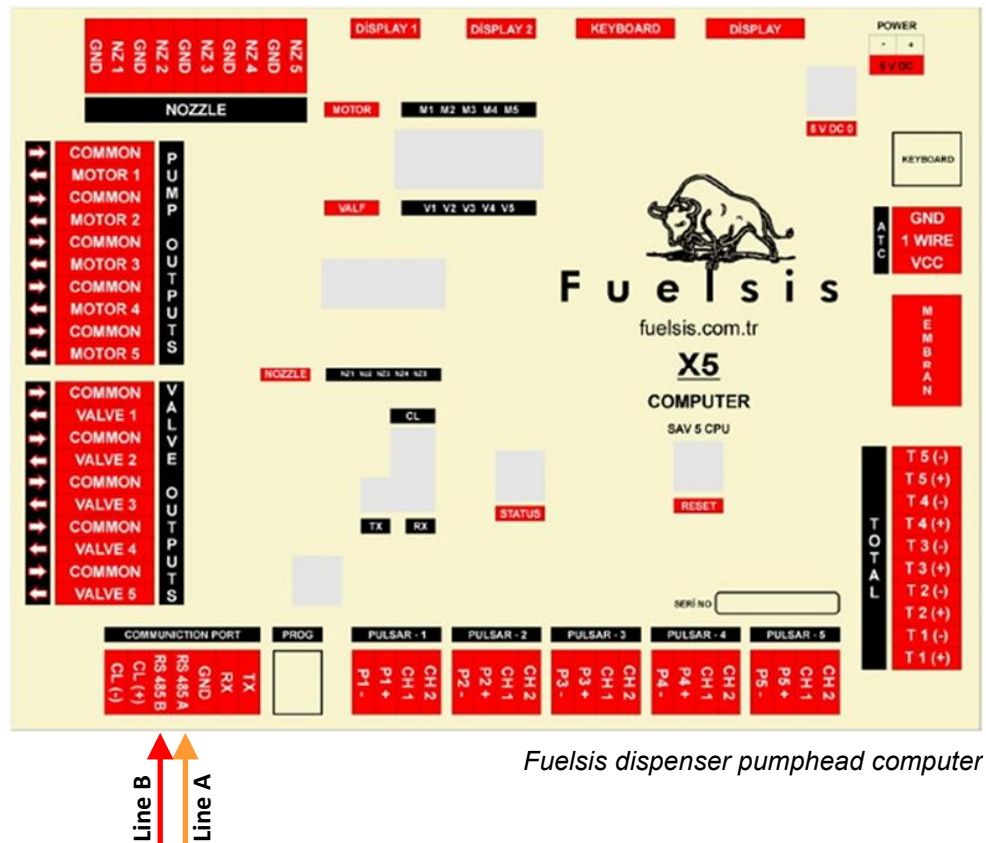 DİSPLAY 1
DİSPLAY 2
KEYBOARD
DİSPLAY
POWER
- +
5 V DC
GND
NZ 1
GND
NZ 2
GND
NZ 3
GND
NZ 4
GND
NZ 5
NOZZLE
MOTOR
M1 M2 M3 M4 M5
5 V DC 0
KEYBOARD
COMMON
MOTOR 1
COMMON
MOTOR 2
COMMON
MOTOR 3
COMMON
MOTOR 4
COMMON
MOTOR 5
PUMP OUTPUTS
VALF
V1 V2 V3 V4 V5
ATC
GND
1 WIRE
VCC
Fuelsis
fuelsis.com.tr
X5
COMPUTER
SAV 5 CPU
MEMBRAN
NOZZLE
NZ1 NZ2 NZ3 NZ4 NZ5
COMMON
VALVE 1
COMMON
VALVE 2
COMMON
VALVE 3
COMMON
VALVE 4
COMMON
VALVE 5
VALVE OUTPUTS
CL
TX
RX
STATUS
RESET
TOTAL
T 5 (-)
T 5 (+)
T 4 (-)
T 4 (+)
T 3 (-)
T 3 (+)
T 2 (-)
T 2 (+)
T 1 (-)
T 1 (+)
SERİ NO
COMMUNICTION PORT
CL (-)
CL (+)
RS 485 B
RS 485 A
GND
RX
TX
PROG
PULSAR - 1
P1 -
P1 +
CH 1
CH 2
PULSAR - 2
P2 -
P2 +
CH 1
CH 2
PULSAR - 3
P3 -
P3 +
CH 1
CH 2
PULSAR - 4
P4 -
P4 +
CH 1
CH 2
PULSAR - 5
P5 -
P5 +
CH 1
CH 2
Line B
Line A
Fuelsis dispenser pumphead computer